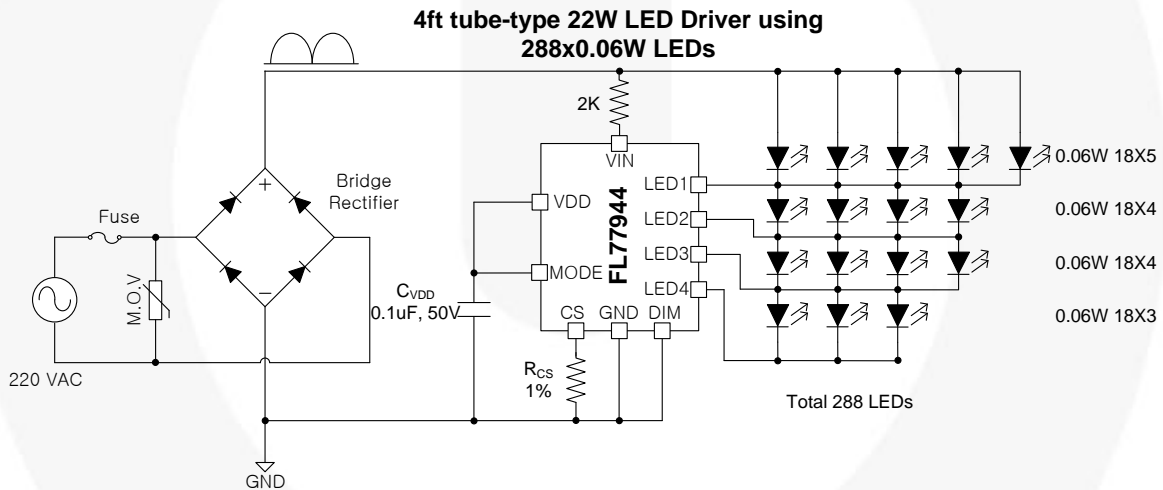 4ft tube-type 22W LED Driver using
288x0.06W LEDs
2K
VIN
0.06W 18X5
LED1
Bridge
Rectifier
VDD
LED2
0.06W 18X4
Fuse
FL77944
LED3
0.06W 18X4
MODE
M.O.V
CVDD
0.1uF, 50V
LED4
0.06W 18X3
CS GND DIM
RCS
1%
220 VAC
Total 288 LEDs
GND
+
−